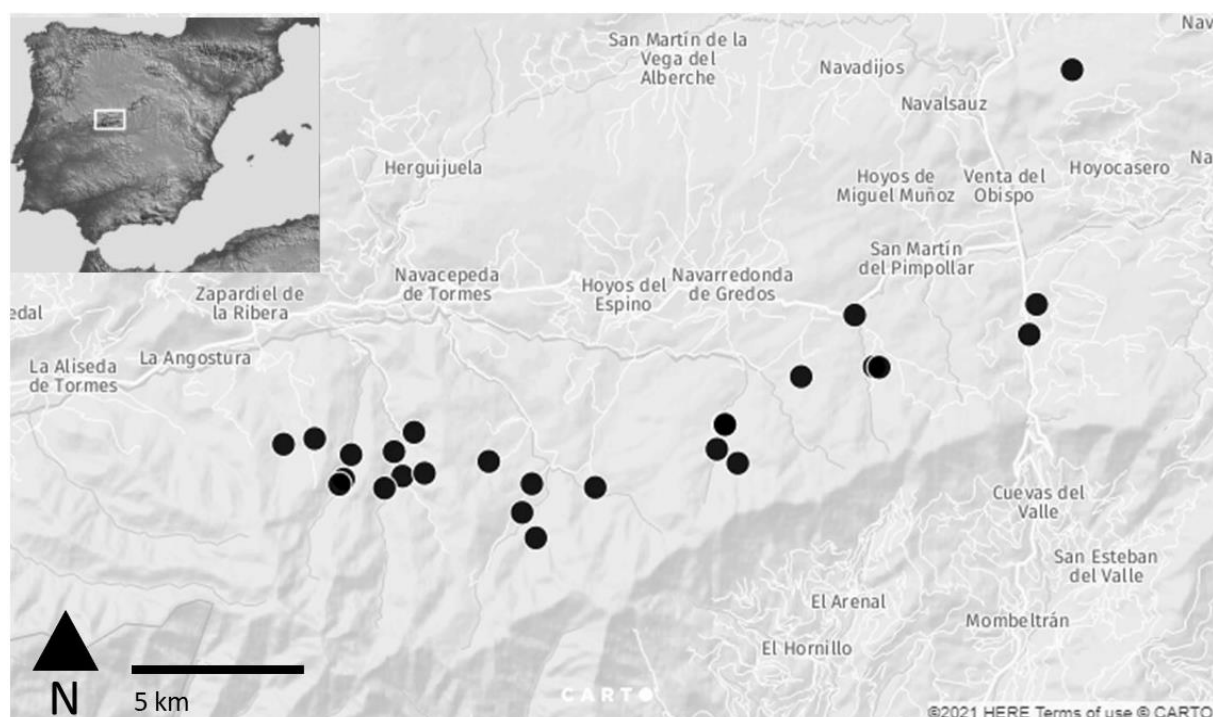 San Martín de la
Vega del
Alberche
Navadijos
Nav
Navalsauz
Herguijuela
Hoyos de
Miguel Muñoz
Venta del
Obispo
Hoyocasero
Na
San Martín
del Pimpollar
Navacepeda
de Tormes
Hoyos del
Espino
Navarredonda
de Gredos
Zapardiel de
la Ribera
edal
La Aliseda
de Tormes
La Angostura
Cuevas del
Valle
San Esteban
del Valle
El Arenal
Mombeltrán
El Hornillo
N
5 km
CARTO
©2021 HERE Terms of use © CARTO